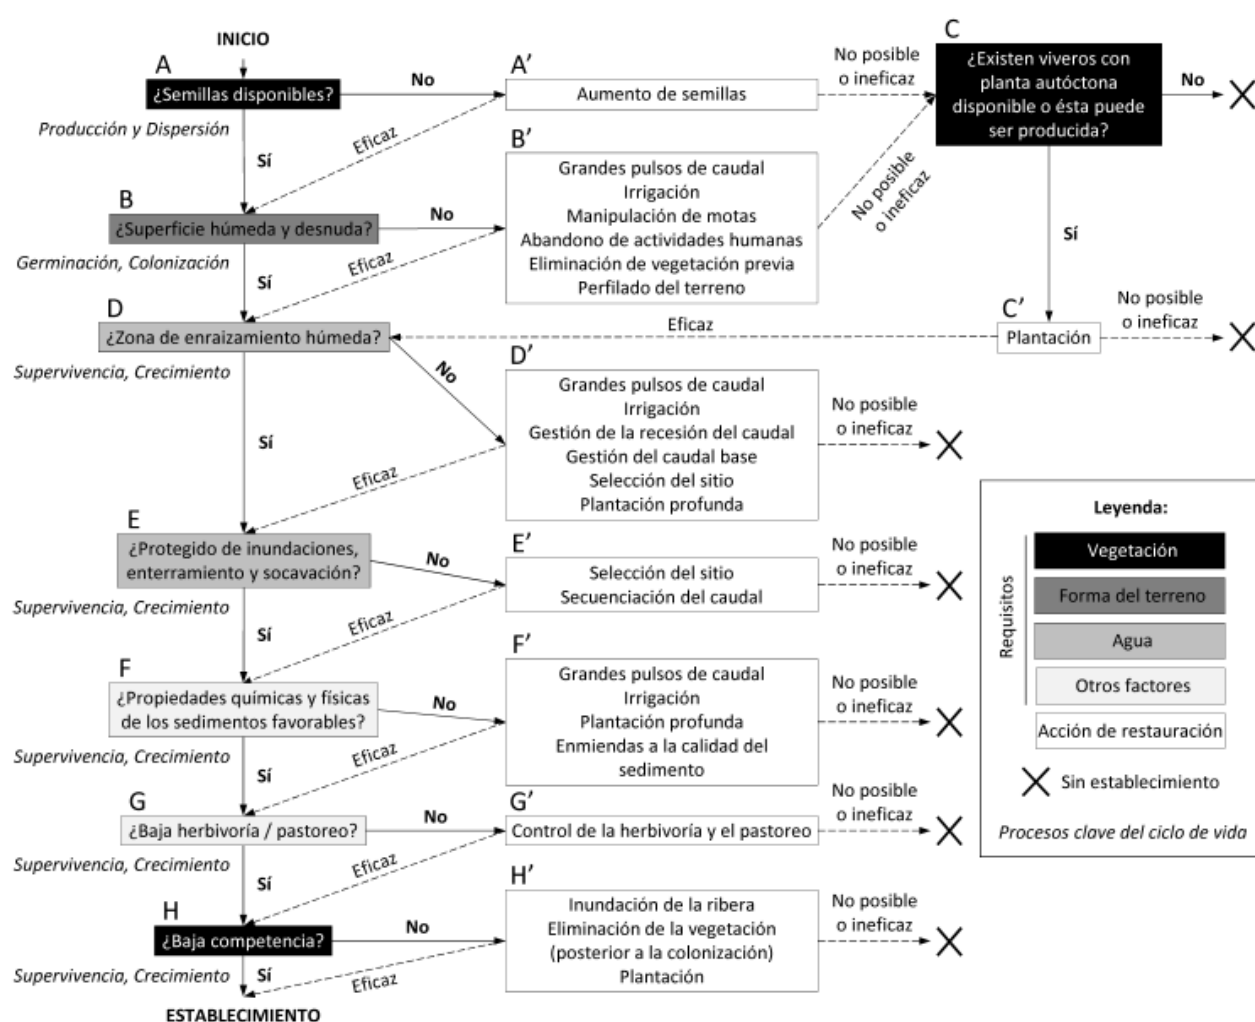 INICIO
A
¿Semillas disponibles?
No
A’
Aumento de semillas
No posible
o ineficaz
C
¿Existen viveros con
planta autóctona
disponible o ésta puede
ser producida?
No
Producción y Dispersión
Sí
Eficaz
B
¿Superficie húmeda y desnuda?
No
B’
Grandes pulsos de caudal
Irrigación
Manipulación de motas
Abandono de actividades humanas
Eliminación de vegetación previa
Perfilado del terreno
No posible
o ineficaz
Sí
Germinación, Colonización
Sí
Eficaz
D
¿Zona de enraizamiento húmeda?
Eficaz
C’
Plantación
No posible
o ineficaz
Supervivencia, Crecimiento
No
Sí
Eficaz
D’
Grandes pulsos de caudal
Irrigación
Gestión de la recesión del caudal
Gestión del caudal base
Selección del sitio
Plantación profunda
No posible
o ineficaz
E
¿Protegido de inundaciones,
enterramiento y socavación?
No
E’
Selección del sitio
Secuenciación del caudal
No posible
o ineficaz
Supervivencia, Crecimiento
Sí
Eficaz
F
¿Propiedades químicas y físicas
de los sedimentos favorables?
No
F’
Grandes pulsos de caudal
Irrigación
Plantación profunda
Enmiendas a la calidad del
sedimento
No posible
o ineficaz
Supervivencia, Crecimiento
Sí
Eficaz
G
¿Baja herbivoría / pastoreo?
No
G’
Control de la herbivoría y el pastoreo
No posible
o ineficaz
Supervivencia, Crecimiento
Sí
Eficaz
H
¿Baja competencia?
No
H’
Inundación de la ribera
Eliminación de la vegetación
(posterior a la colonización)
Plantación
No posible
o ineficaz
Supervivencia, Crecimiento
Sí
Eficaz
ESTABLECIMIENTO
Leyenda:
Requisitos
Vegetación
Forma del terreno
Agua
Otros factores
Acción de restauración
Sin establecimiento
Procesos clave del ciclo de vida